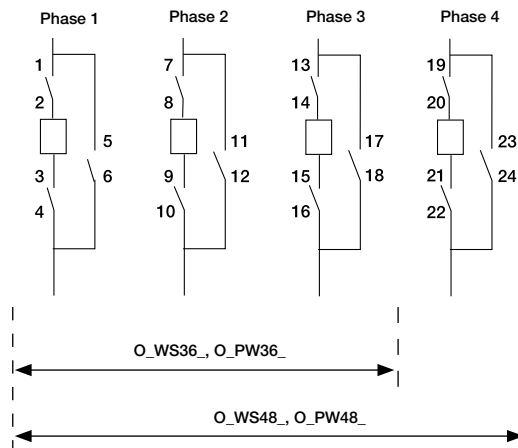 Phase 1 Phase 2 Phase 3 Phase 4
1 7 13 19
2 8 14 20
5 11 17 23
3 6 9 12 15 18 21 24
4 10 16 22
O_WS36_, O_PW36_
O_WS48_, O_PW48_